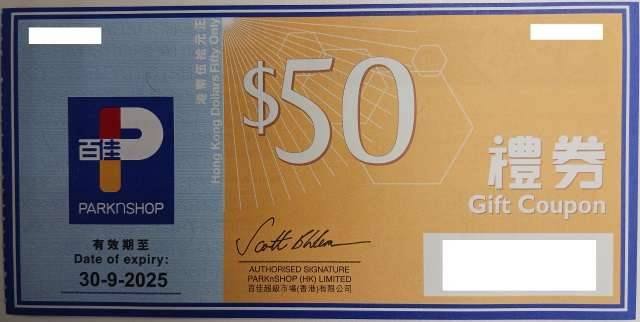 百佳
PARKNSHOP
有效期至
Date of expiry:
30-9-2025
港幣伍拾元正
Hong Kong Dollars Fifty Only
$50
禮券
Gift Coupon
AUTHORISED SIGNATURE
PARKNSHOP (HK) LIMITED
百佳超級市場(香港)有限公司